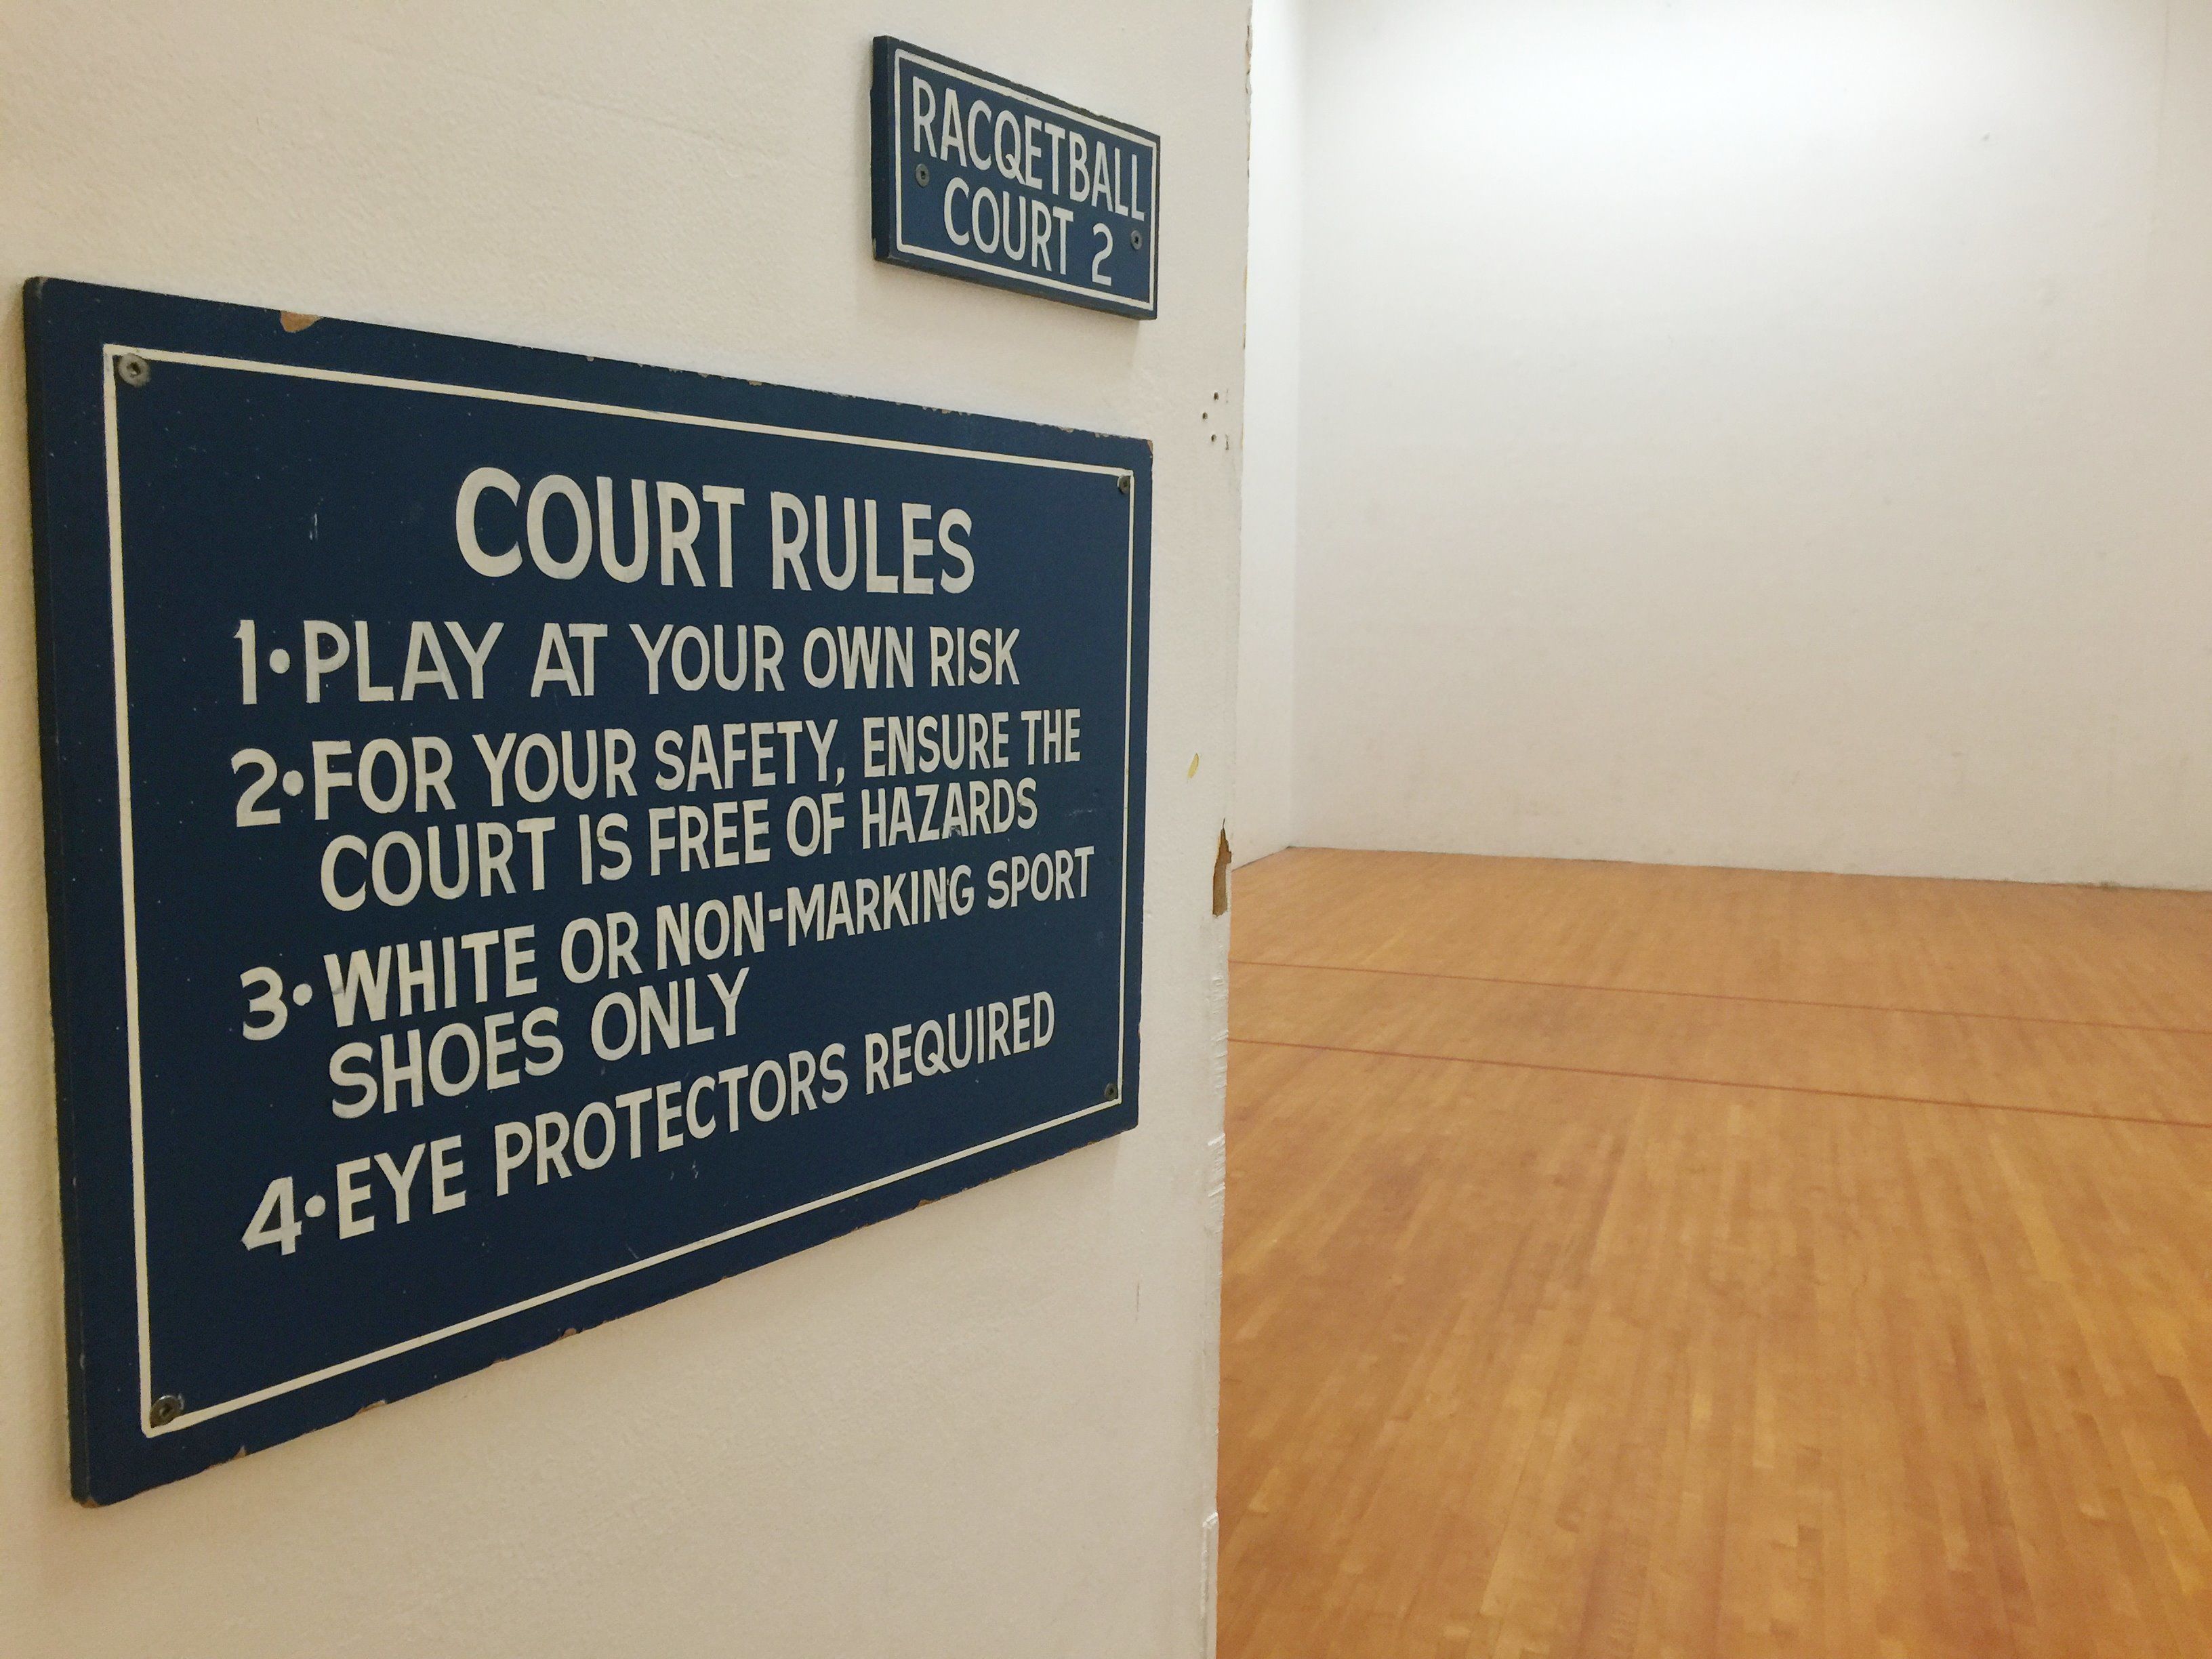 RACQETBALL
COURT 2
COURT RULES
1•PLAY AT YOUR OWN RISK
2•FOR YOUR SAFETY, ENSURE THE
COURT IS FREE OF HAZARDS
3•WHITE OR NON-MARKING SPORT
SHOES ONLY
4•EYE PROTECTORS REQUIRED